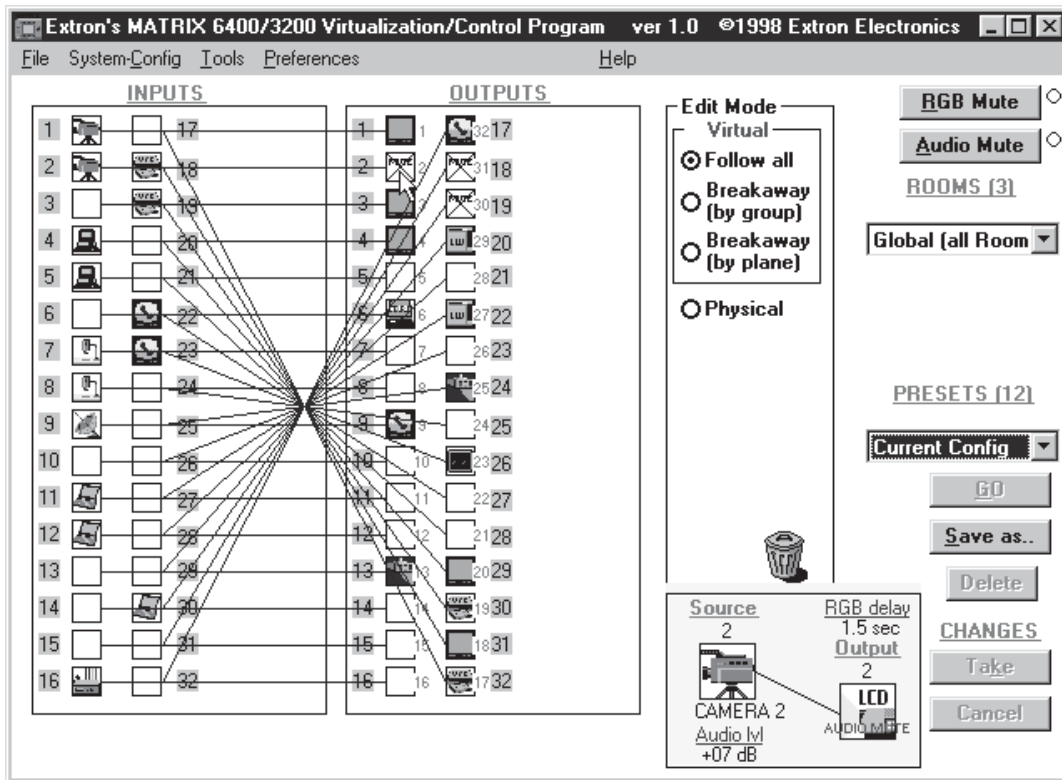 Extron's MATRIX 6400/3200 Virtualization/Control Program ver 1.0 ©1998 Extron Electronics
File System-Config Tools Preferences Help
INPUTS
OUTPUTS
1 17 1 1 32 17
2 18 2 MUTE 2 MUTE 31 18
3 19 3 3 MUTE 30 19
4 20 4 4 LW 29 20
5 21 5 5 28 21
6 22 6 6 LW 27 22
7 23 7 7 26 23
8 24 8 8 25 24
9 25 9 9 24 25
10 26 10 10 23 26
11 27 11 11 22 27
12 28 12 12 21 28
13 29 13 13 20 29
14 30 14 14 19 30
15 31 15 15 18 31
16 32 16 16 17 32
Edit Mode
Virtual
Follow all
Breakaway
(by group)
Breakaway
(by plane)
Physical
Source
2
CAMERA 2
Audio lvl
+07 dB
RGB delay
1.5 sec
Output
2
LCD
AUDIO MUTE
RGB Mute
Audio Mute
ROOMS (3)
Global (all Room
PRESETS (12)
Current Config
GO
Save as..
Delete
CHANGES
Take
Cancel